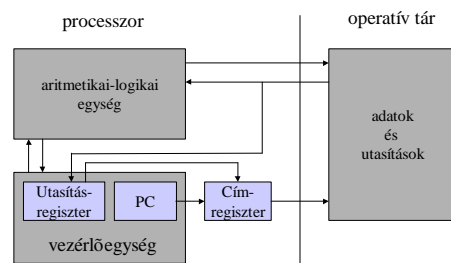 processzor
operatív tár
aritmetikai-logikai
egység
adatok
és
utasítások
Utasítás-
regiszter
PC
Cím-
regiszter
vezérlõegység